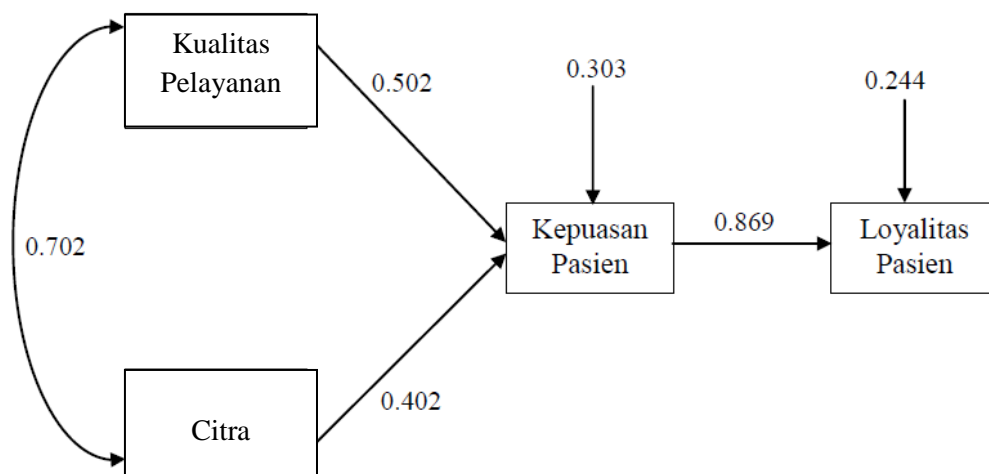 Kualitas
Pelayanan
0.502
0.303
0.244
0.702
Kepuasan
Pasien
0.869
Loyalitas
Pasien
0.402
Citra